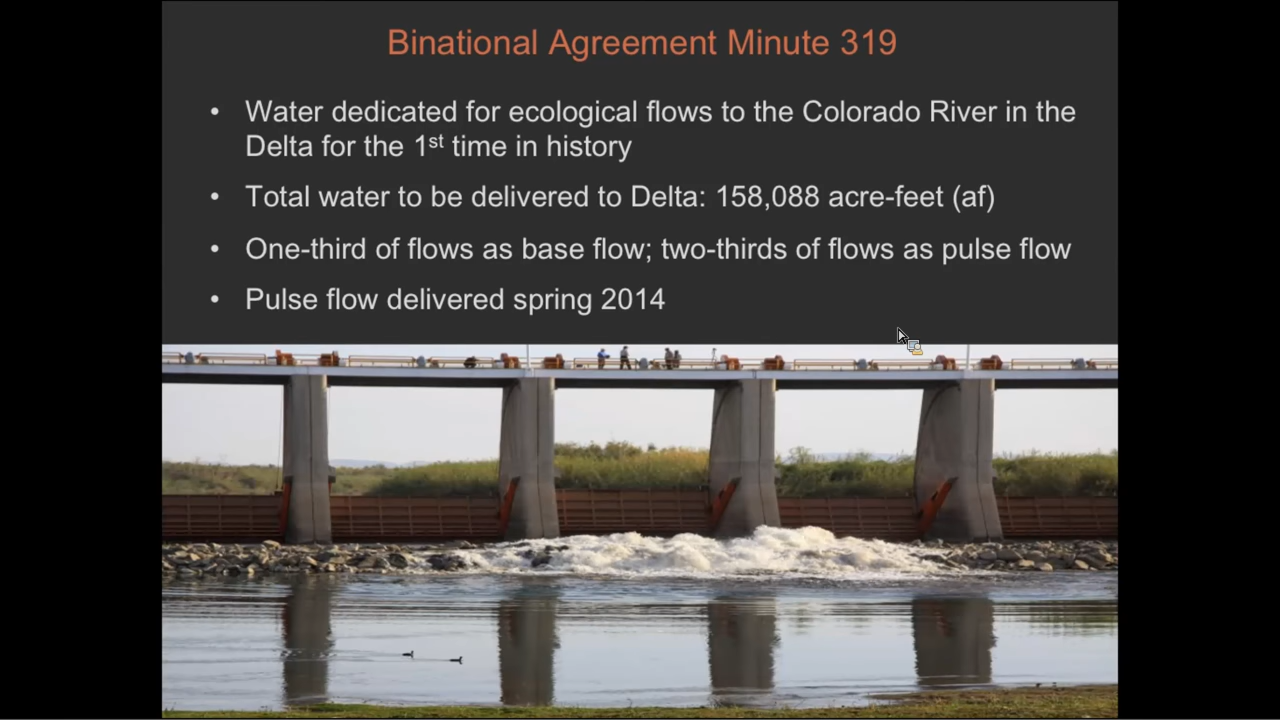 Binational Agreement Minute 319
• Water dedicated for ecological flows to the Colorado River in the
Delta for the 1st time in history
• Total water to be delivered to Delta: 158,088 acre-feet (af)
• One-third of flows as base flow; two-thirds of flows as pulse flow
• Pulse flow delivered spring 2014